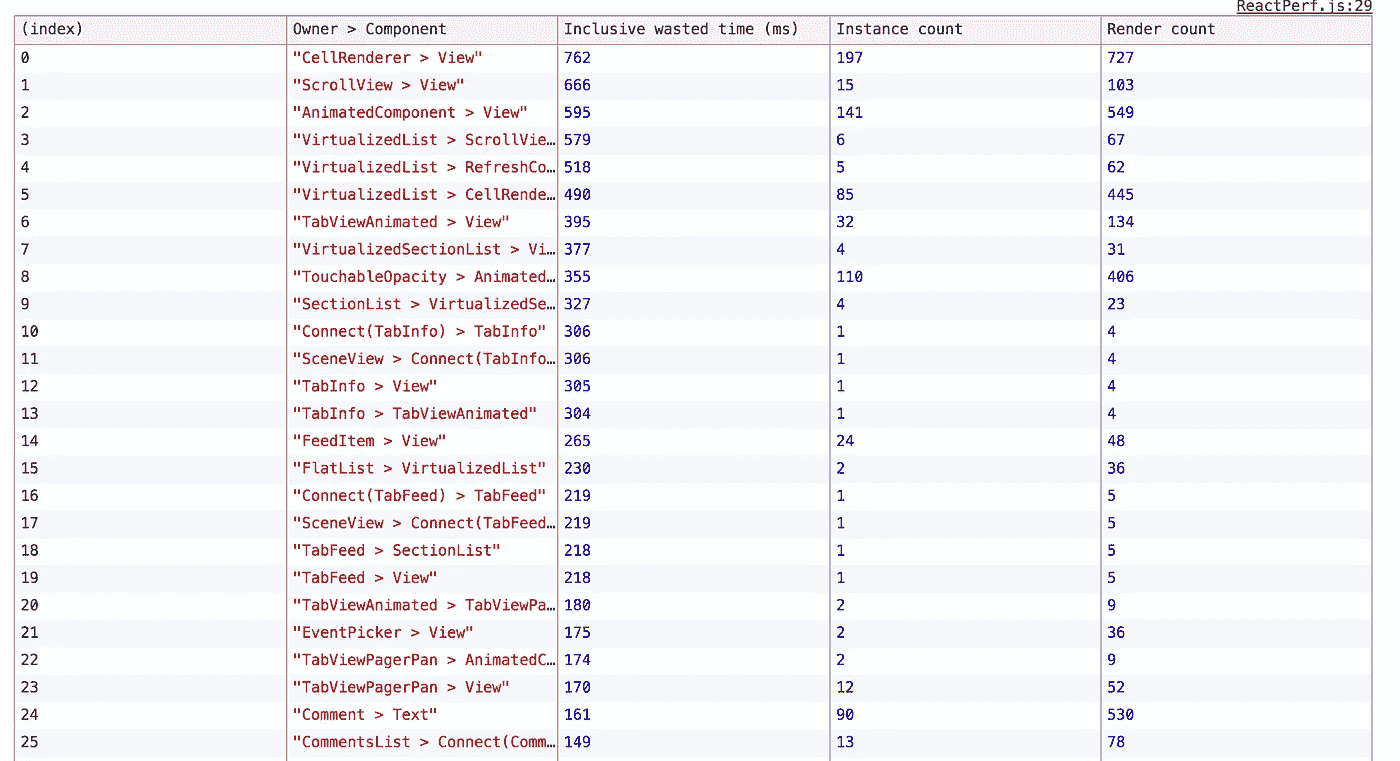 ReactPerf.js:29
(index) Owner > Component Inclusive wasted time (ms) Instance count Render count
0 "CellRenderer > View" 762 197 727
1 "ScrollView > View" 666 15 103
2 "AnimatedComponent > View" 595 141 549
3 "VirtualizedList > ScrollVie… 579 6 67
4 "VirtualizedList > RefreshCo… 518 5 62
5 "VirtualizedList > CellRende… 490 85 445
6 "TabViewAnimated > View" 395 32 134
7 "VirtualizedSectionList > Vi… 377 4 31
8 "TouchableOpacity > Animated… 355 110 406
9 "SectionList > VirtualizedSe… 327 4 23
10 "Connect(TabInfo) > TabInfo" 306 1 4
11 "SceneView > Connect(TabInfo… 306 1 4
12 "TabInfo > View" 305 1 4
13 "TabInfo > TabViewAnimated" 304 1 4
14 "FeedItem > View" 265 24 48
15 "FlatList > VirtualizedList" 230 2 36
16 "Connect(TabFeed) > TabFeed" 219 1 5
17 "SceneView > Connect(TabFeed… 219 1 5
18 "TabFeed > SectionList" 218 1 5
19 "TabFeed > View" 218 1 5
20 "TabViewAnimated > TabViewPa… 180 2 9
21 "EventPicker > View" 175 2 36
22 "TabViewPagerPan > AnimatedC… 174 2 9
23 "TabViewPagerPan > View" 170 12 52
24 "Comment > Text" 161 90 530
25 "CommentsList > Connect(Comm… 149 13 78